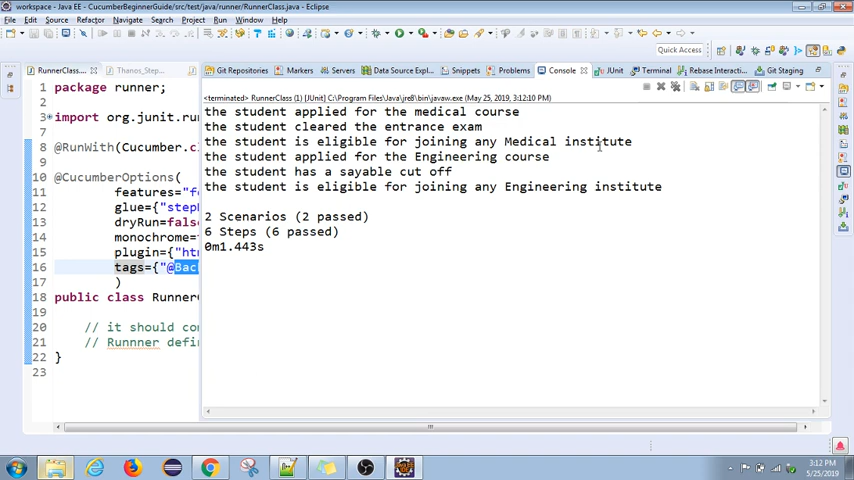 workspace - Java EE - CucumberBeginnerGuide/src/test/java/runner/RunnerClass.java - Eclipse
File Edit Source Refactor Navigate Search Project Run Window Help
Quick Access
RunnerClass.java
Thanos_Step...
Git Repositories
Markers
Servers
Data Source Expl...
Snippets
Problems
Console
JUnit
Terminal
Rebase Interacti...
Git Staging
<terminated> RunnerClass (1) [JUnit] C:\Program Files\Java\jre8\bin\javaw.exe (May 25, 2019, 3:12:10 PM)
1 package runner;
2
3 import org.junit.ru
8 @RunWith(Cucumber.c
9
10 @CucumberOptions(
11 features="f
12 glue={"step
13 dryRun=fals
14 monochrome=
15 plugin={"ht
16 tags={"@Bac
17 )
18 public class Runner
19
20 // it should co
21 // Runnner defi
22 }
23
the student applied for the medical course
the student cleared the entrance exam
the student is eligible for joining any Medical institute
the student applied for the Engineering course
the student has a sayable cut off
the student is eligible for joining any Engineering institute
2 Scenarios (2 passed)
6 Steps (6 passed)
0m1.443s
3:12 PM
5/25/2019